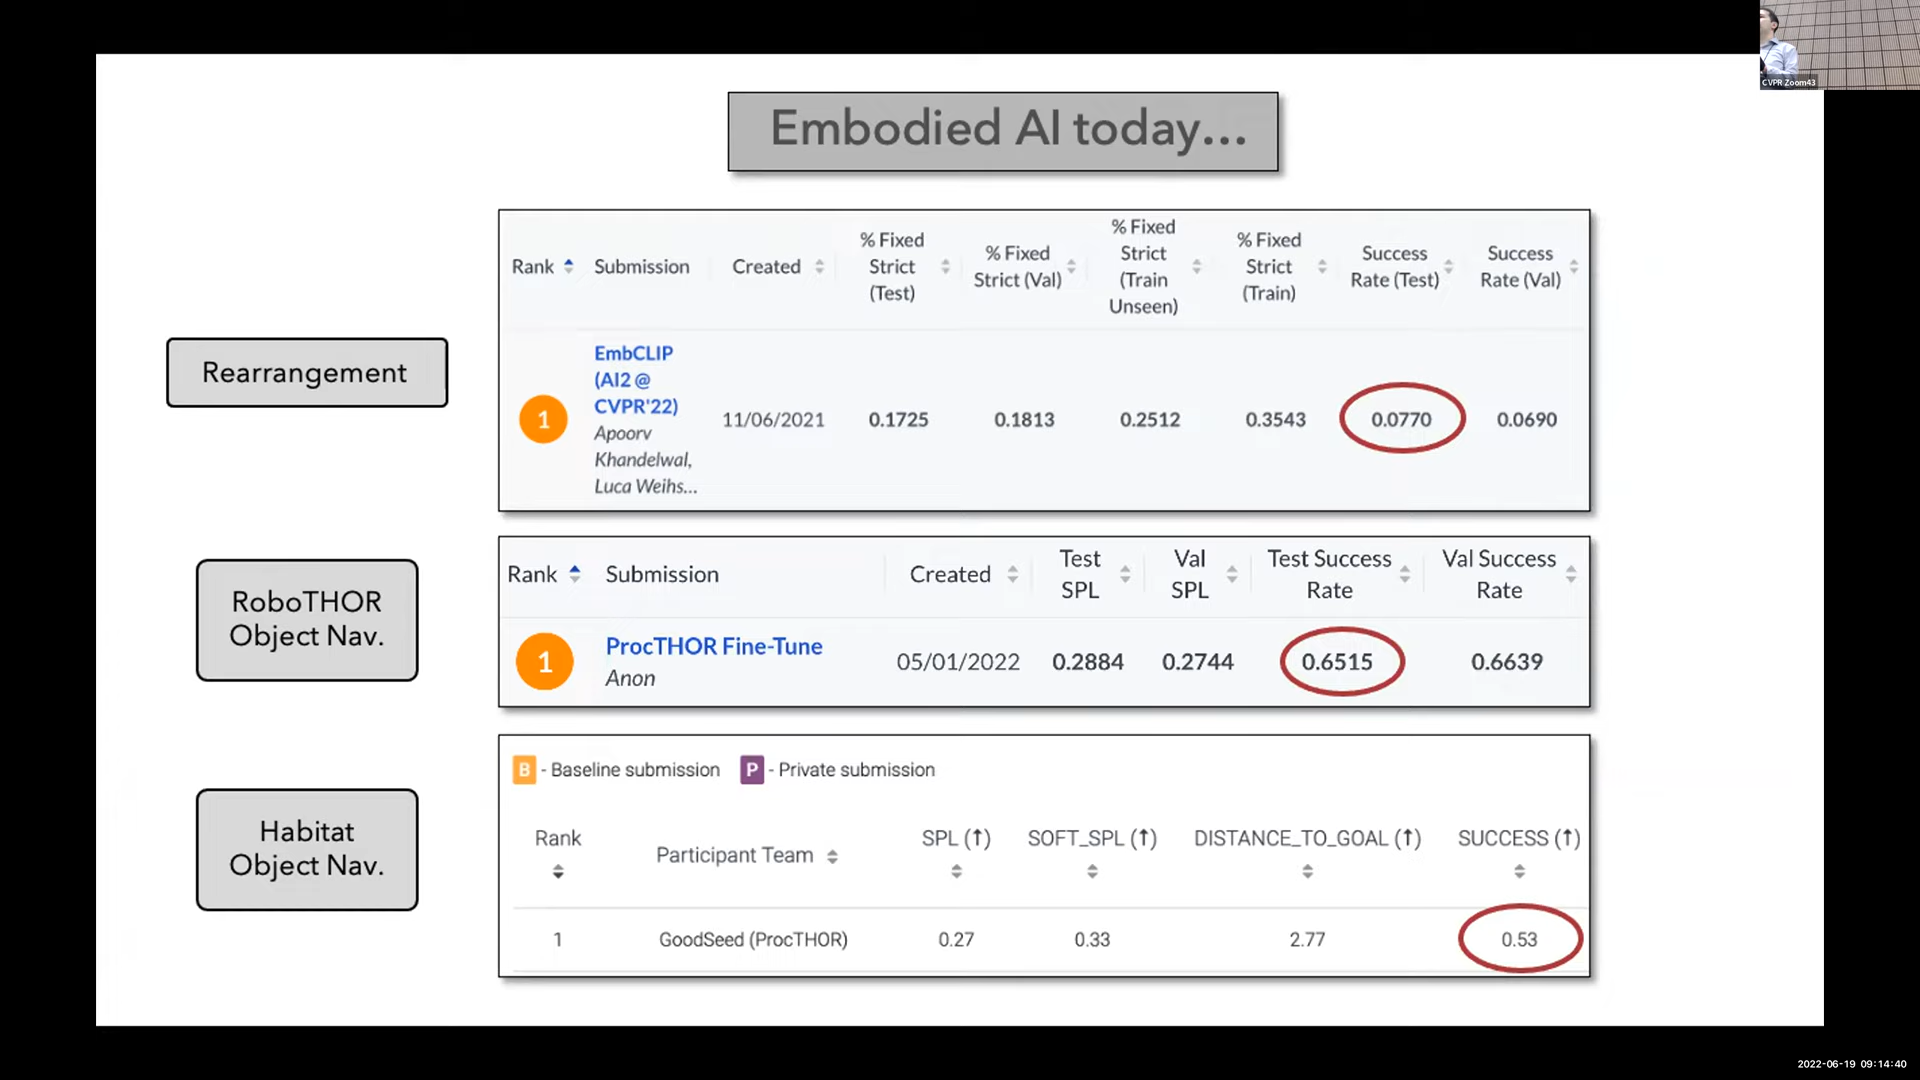 CVPR Zoom43
Embodied AI today...
Rearrangement
Rank
Submission
Created
% Fixed
Strict
(Test)
% Fixed
Strict (Val)
% Fixed
Strict
(Train
Unseen)
% Fixed
Strict
(Train)
Success
Rate (Test)
Success
Rate (Val)
1
EmbCLIP
(AI2 @
CVPR'22)
Apoorv
Khandelwal,
Luca Weihs...
11/06/2021
0.1725
0.1813
0.2512
0.3543
0.0770
0.0690
RoboTHOR
Object Nav.
Rank
Submission
Created
Test
SPL
Val
SPL
Test Success
Rate
Val Success
Rate
1
ProcTHOR Fine-Tune
Anon
05/01/2022
0.2884
0.2744
0.6515
0.6639
Habitat
Object Nav.
B - Baseline submission
P - Private submission
Rank
Participant Team
SPL (↑)
SOFT_SPL (↑)
DISTANCE_TO_GOAL (↑)
SUCCESS (↑)
1
GoodSeed (ProcTHOR)
0.27
0.33
2.77
0.53
2022-06-19 09:14:40